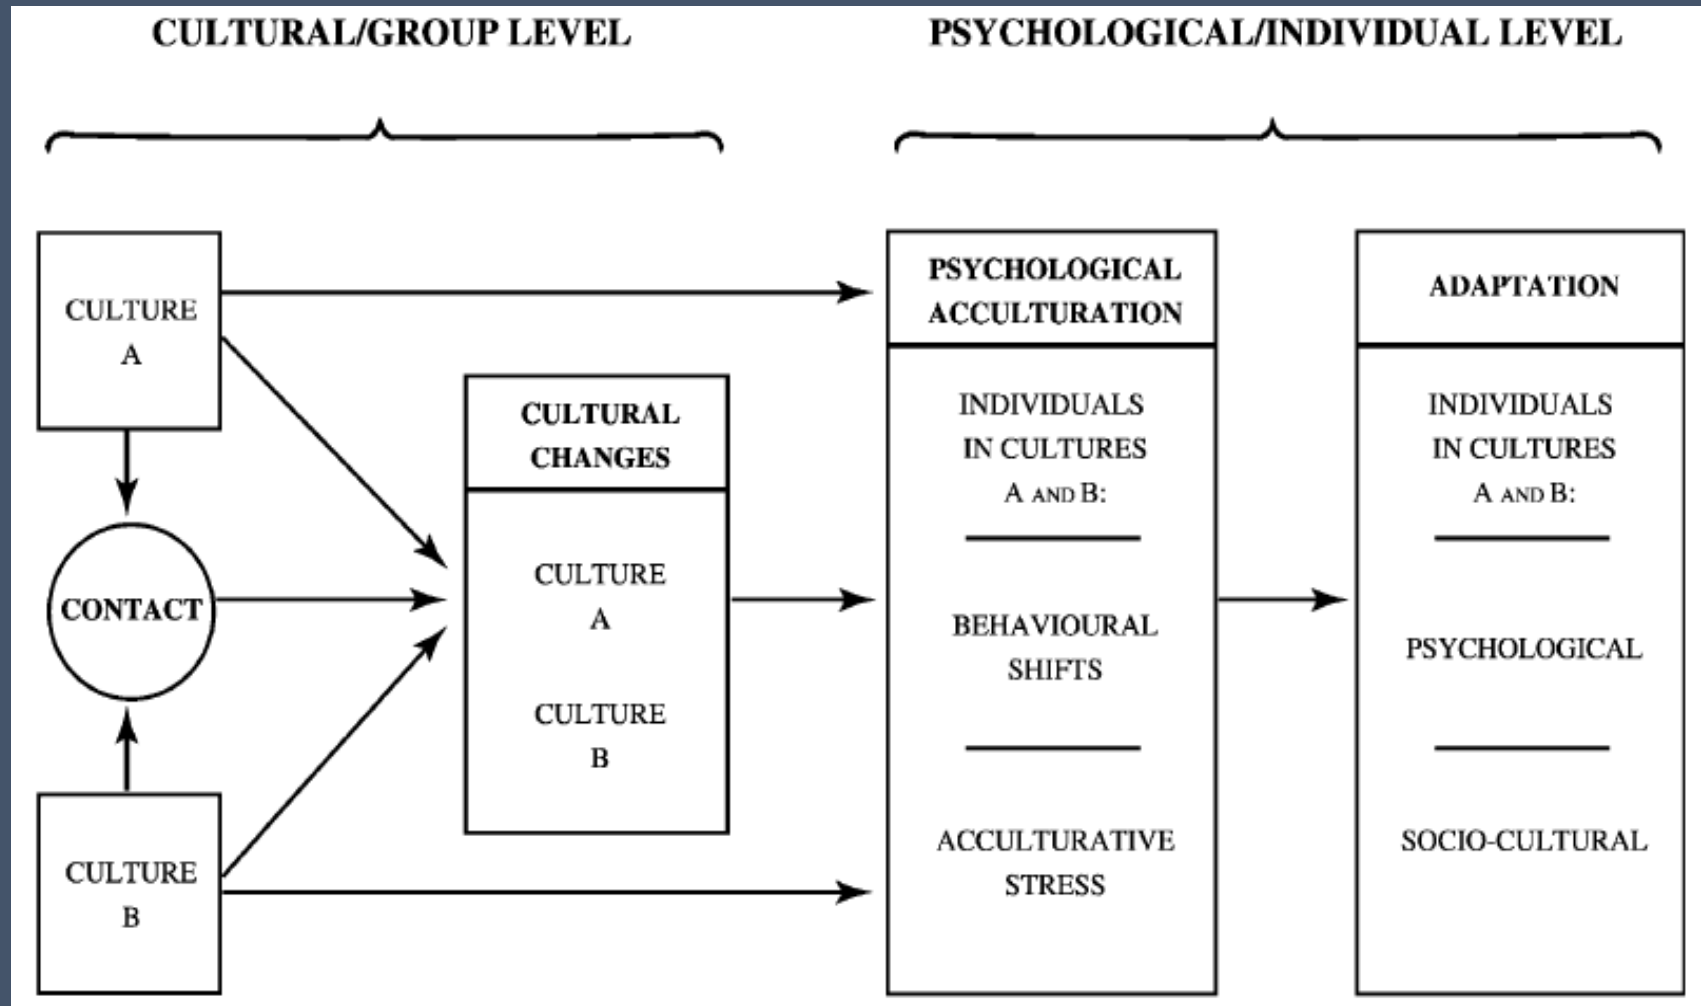 CULTURAL/GROUP LEVEL
PSYCHOLOGICAL/INDIVIDUAL LEVEL
CULTURE
A
CONTACT
CULTURE
B
CULTURAL
CHANGES
CULTURE
A
CULTURE
B
PSYCHOLOGICAL
ACCULTURATION
INDIVIDUALS
IN CULTURES
A AND B:
BEHAVIOURAL
SHIFTS
ACCULTURATIVE
STRESS
ADAPTATION
INDIVIDUALS
IN CULTURES
A AND B:
PSYCHOLOGICAL
SOCIO-CULTURAL